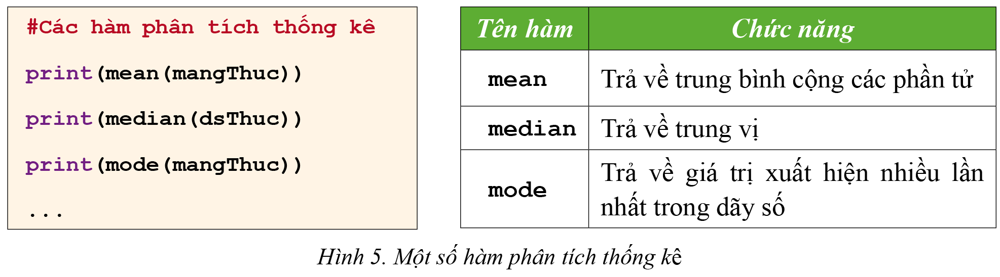 #Các hàm phân tích thống kê
print(mean(mangThuc))
print(median(dsThuc))
print(mode(mangThuc))
...
Tên hàm Chức năng
mean Trả về trung bình cộng các phần tử
median Trả về trung vị
mode Trả về giá trị xuất hiện nhiều lần
nhất trong dãy số
Hình 5. Một số hàm phân tích thống kê